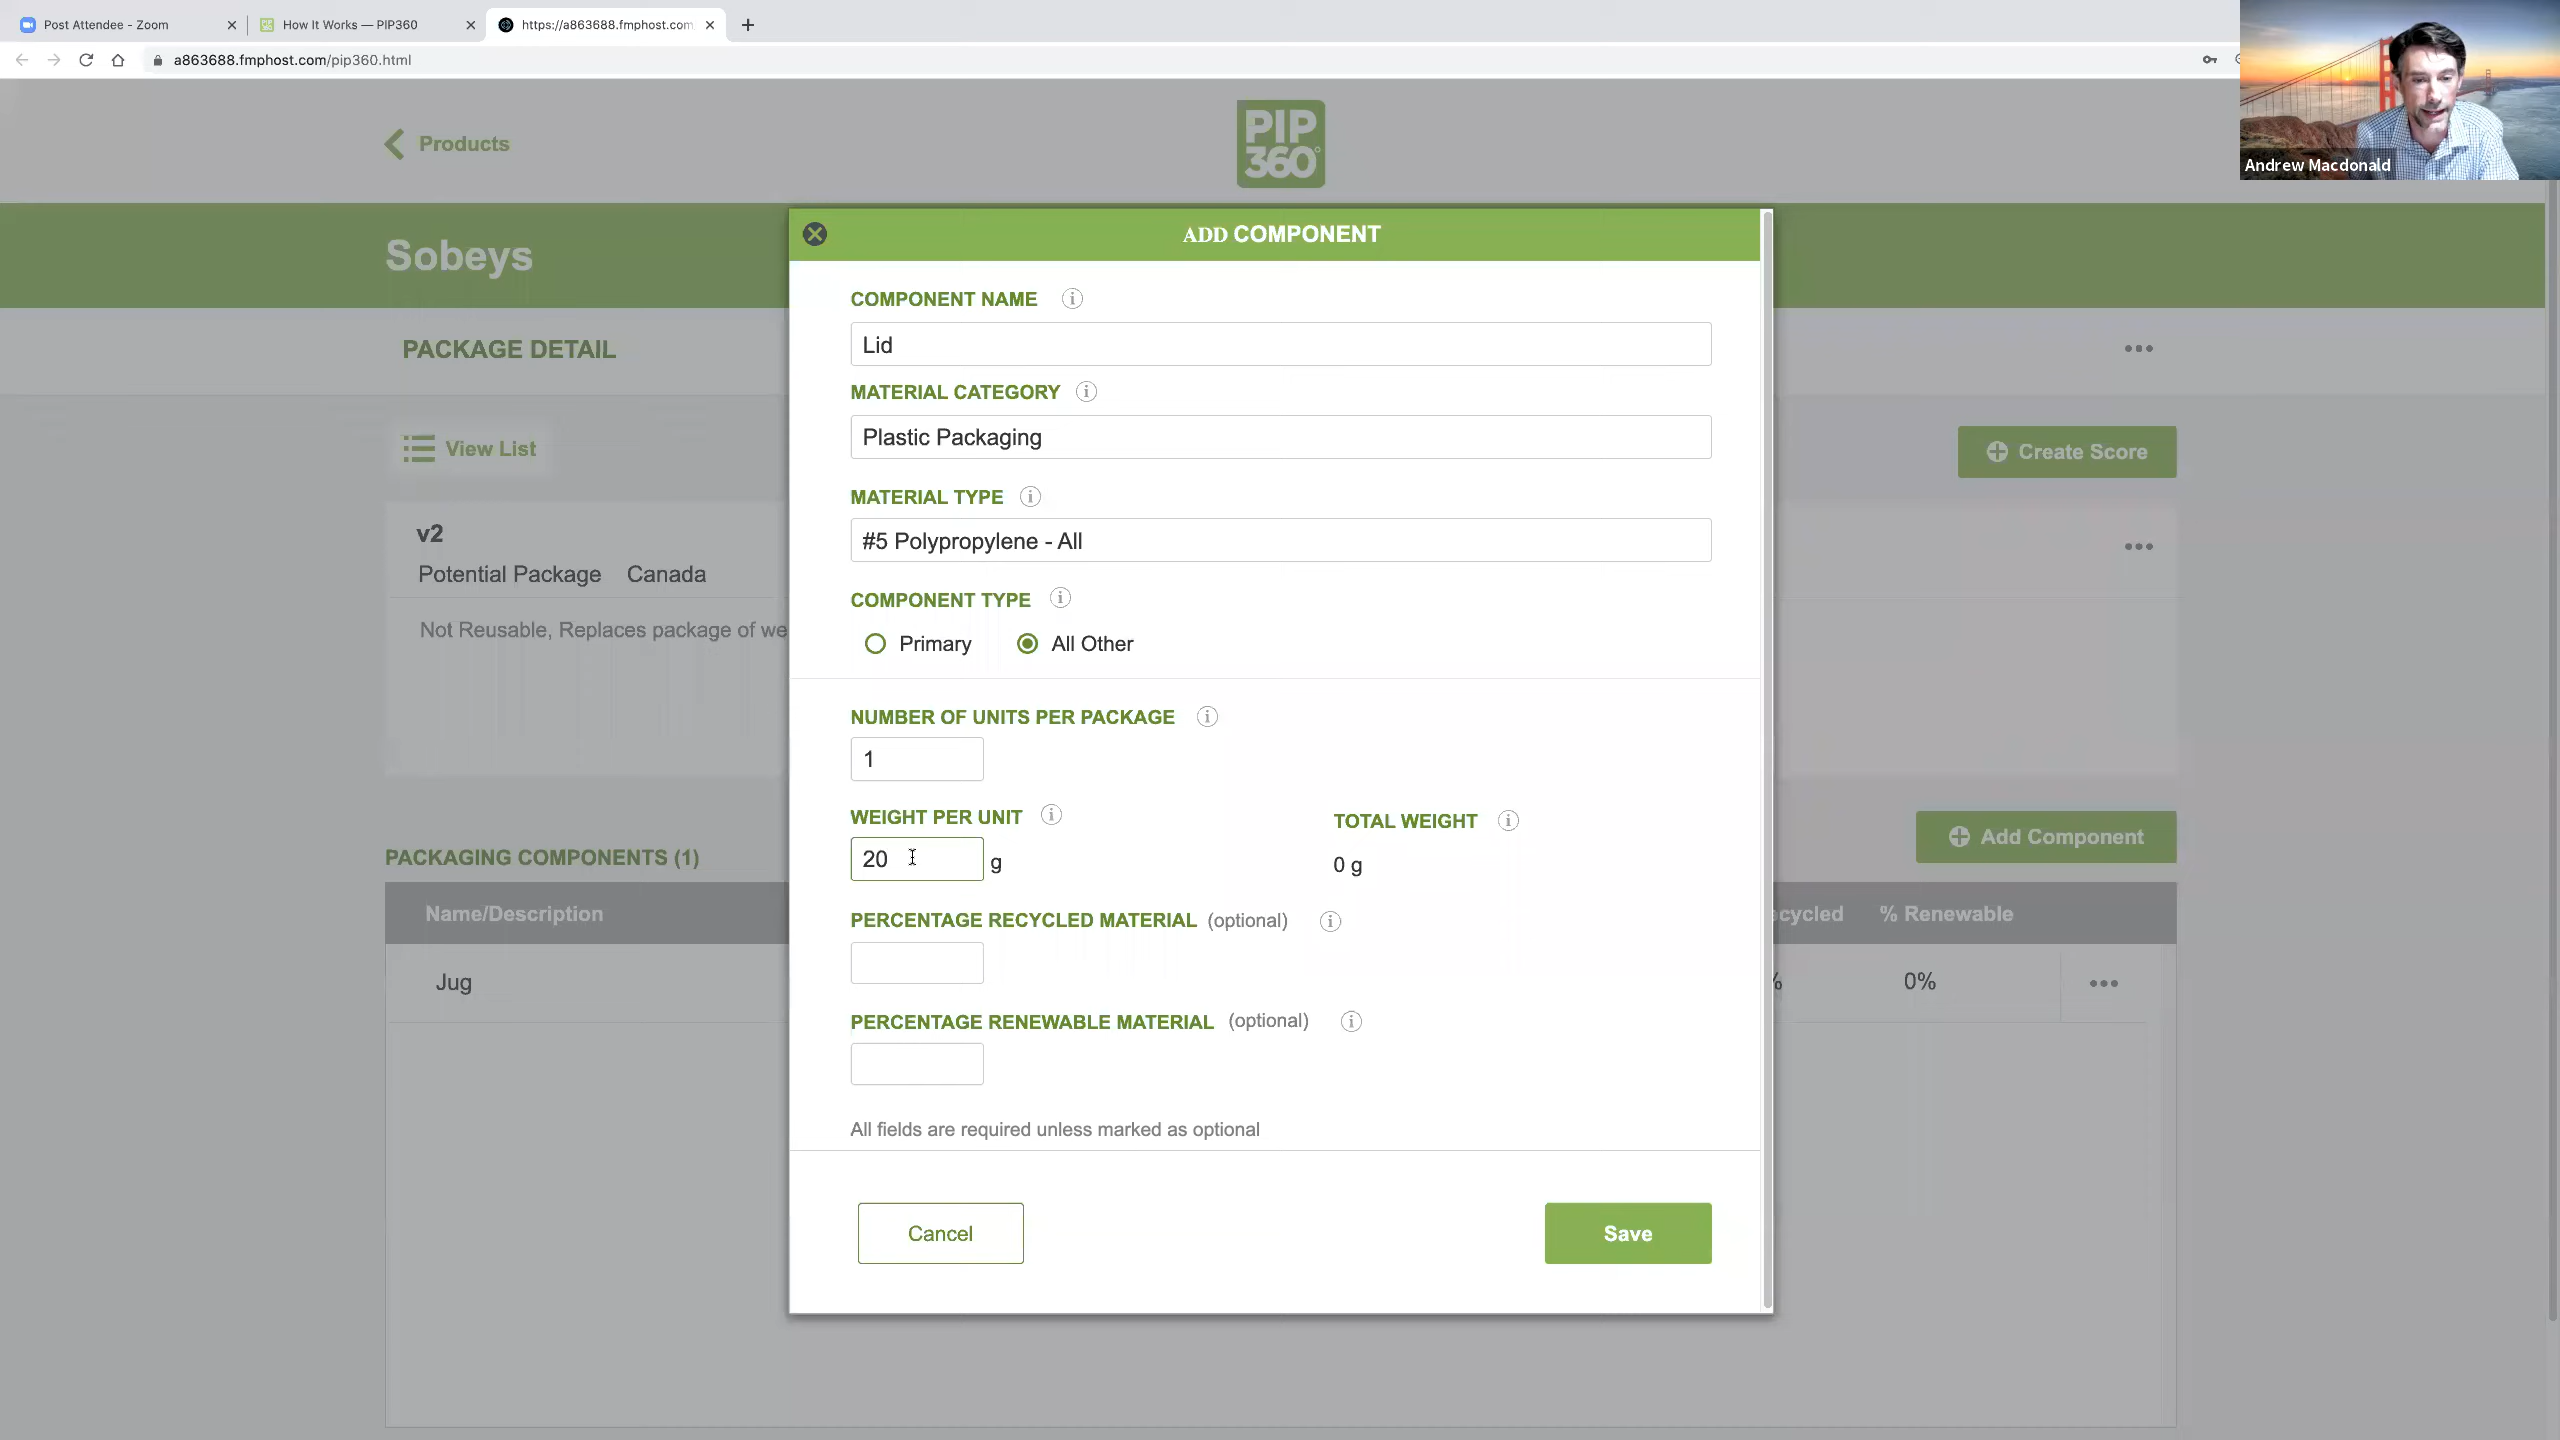 Post Attendee - Zoom
How It Works — PIP360
https://a863688.fmphost.com
a863688.fmphost.com/pip360.html
Andrew Macdonald
Products
PIP
360°
Sobeys
PACKAGE DETAIL
View List
Create Score
v2
Potential Package Canada
Not Reusable, Replaces package of we
PACKAGING COMPONENTS (1)
Add Component
Name/Description
ecycled % Renewable
Jug
% 0%
ADD COMPONENT
COMPONENT NAME i
Lid
MATERIAL CATEGORY i
Plastic Packaging
MATERIAL TYPE i
#5 Polypropylene - All
COMPONENT TYPE i
Primary All Other
NUMBER OF UNITS PER PACKAGE i
1
WEIGHT PER UNIT i
20 g
TOTAL WEIGHT i
0 g
PERCENTAGE RECYCLED MATERIAL (optional) i
PERCENTAGE RENEWABLE MATERIAL (optional) i
All fields are required unless marked as optional
Cancel
Save